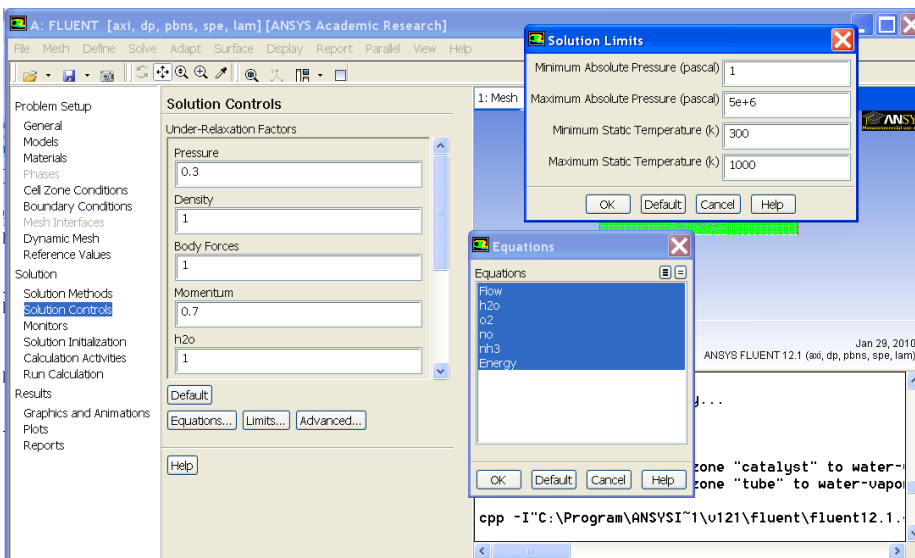 A: FLUENT [axi, dp, pbns, spe, lam] [ANSYS Academic Research]
File Mesh Define Solve Adapt Surface Display Report Parallel View Help
Problem Setup
General
Models
Materials
Phases
Cell Zone Conditions
Boundary Conditions
Mesh Interfaces
Dynamic Mesh
Reference Values
Solution
Solution Methods
Solution Controls
Monitors
Solution Initialization
Calculation Activities
Run Calculation
Results
Graphics and Animations
Plots
Reports
Solution Controls
Under-Relaxation Factors
Pressure
0.3
Density
1
Body Forces
1
Momentum
0.7
h2o
1
Default
Equations... Limits... Advanced...
Help
1: Mesh
Solution Limits
Minimum Absolute Pressure (pascal) 1
Maximum Absolute Pressure (pascal) 5e+6
Minimum Static Temperature (k) 300
Maximum Static Temperature (k) 1000
OK Default Cancel Help
Equations
Equations
Flow
h2o
o2
no
nh3
Energy
OK Default Cancel Help
Jan 29, 2010
ANSYS FLUENT 12.1 (axi, dp, pbns, spe, lam)
zone "catalyst" to water-
zone "tube" to water-vapo
cpp -I"C:\Program\ANSYSI~1\v121\fluent\fluent12.1.